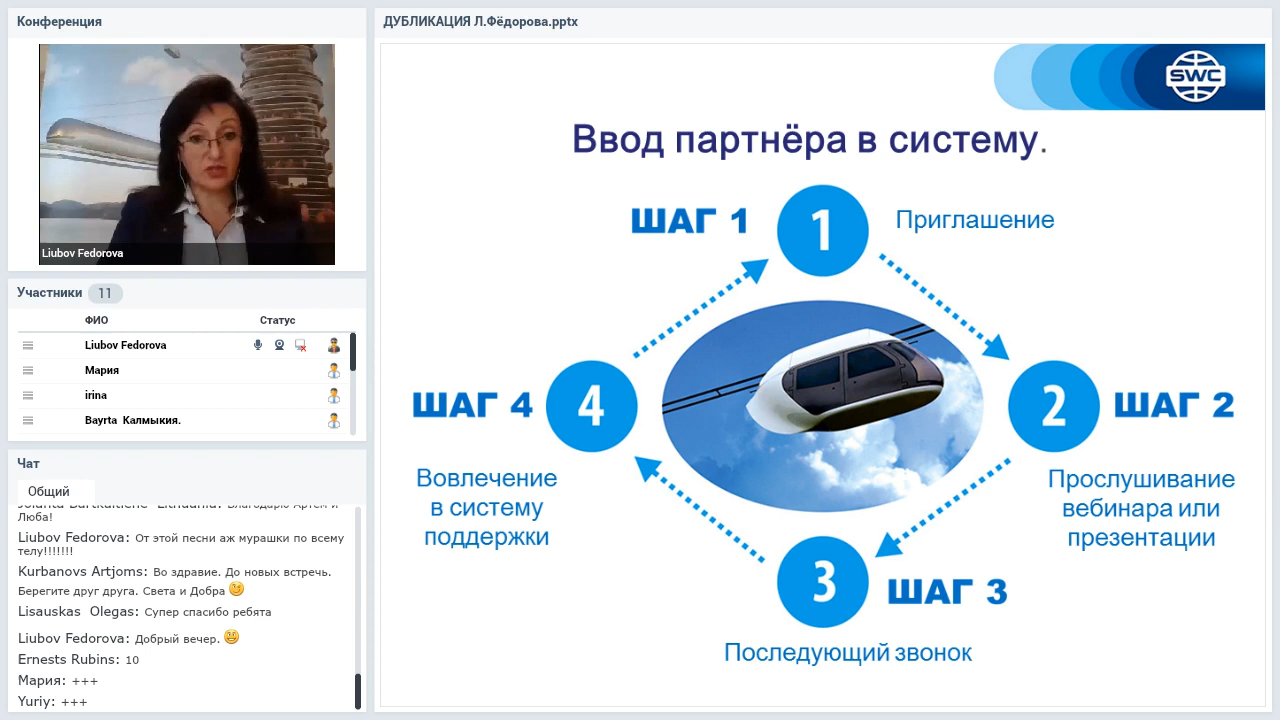 Конференция
Liubov Fedorova
Участники 11
ФИО Статус
Liubov Fedorova
Мария
irina
Bayrta Калмыкия.
Чат
Общий
Благодарю Артём и
Люба!
Liubov Fedorova: От этой песни аж мурашки по всему
телу!!!!!!!
Kurbanovs Artjoms: Во здравие. До новых встречь.
Берегите друг друга. Света и Добра
Lisauskas Olegas: Супер спасибо ребята
Liubov Fedorova: Добрый вечер.
Ernests Rubins: 10
Мария: +++
Yuriy: +++
ДУБЛИКАЦИЯ Л.Фёдорова.pptx
SWC
Ввод партнёра в систему.
ШАГ 1
1
Приглашение
ШАГ 4
4
2
ШАГ 2
Вовлечение
в систему
поддержки
Прослушивание
вебинара или
презентации
3
ШАГ 3
Последующий звонок